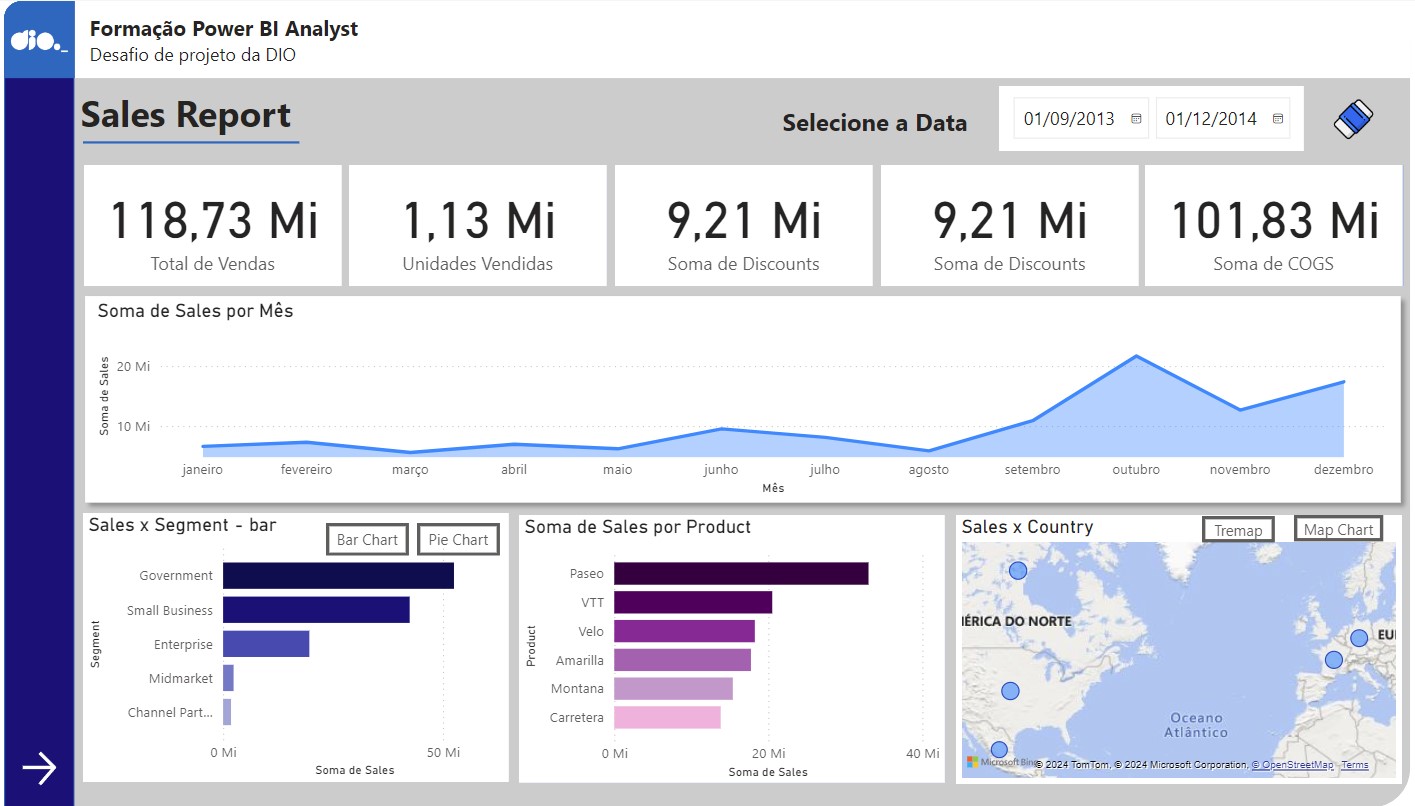 dio._
Formação Power BI Analyst
Desafio de projeto da DIO
Sales Report
Selecione a Data
01/09/2013
01/12/2014
118,73 Mi
Total de Vendas
1,13 Mi
Unidades Vendidas
9,21 Mi
Soma de Discounts
9,21 Mi
Soma de Discounts
101,83 Mi
Soma de COGS
Soma de Sales por Mês
Soma de Sales
20 Mi
10 Mi
janeiro fevereiro março abril maio junho julho agosto setembro outubro novembro dezembro
Mês
Sales x Segment - bar
Bar Chart
Pie Chart
Segment
Government
Small Business
Enterprise
Midmarket
Channel Part...
0 Mi 50 Mi
Soma de Sales
Soma de Sales por Product
Product
Paseo
VTT
Velo
Amarilla
Montana
Carretera
0 Mi 20 Mi 40 Mi
Soma de Sales
Sales x Country
Tremap
Map Chart
ÉRICA DO NORTE
EU
Oceano
Atlântico
Microsoft Bing
© 2024 TomTom, © 2024 Microsoft Corporation, © OpenStreetMap Terms